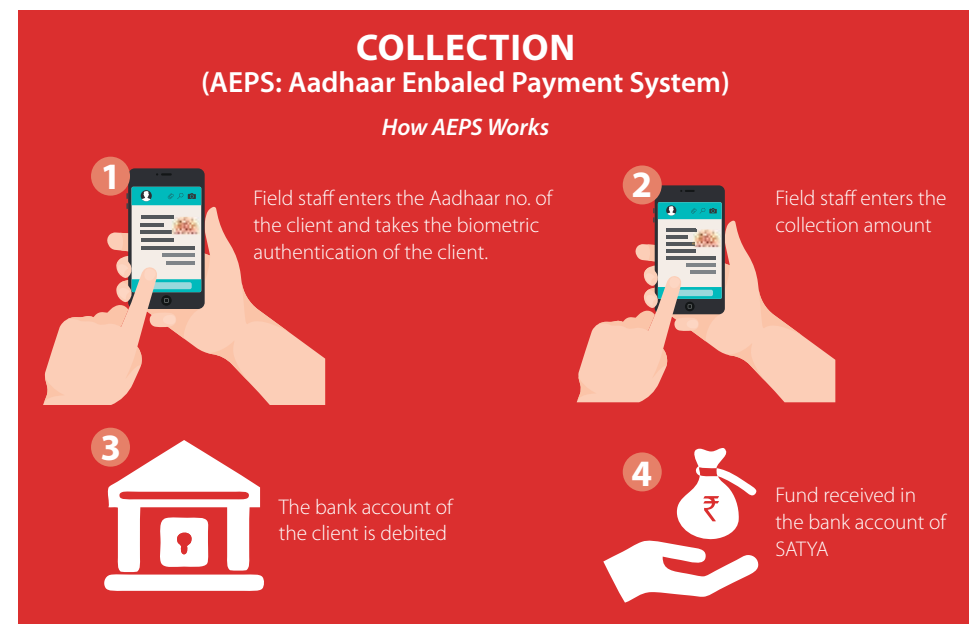 COLLECTION
(AEPS: Aadhaar Enbaled Payment System)
How AEPS Works
1
Field staff enters the Aadhaar no. of
the client and takes the biometric
authentication of the client.
2
Field staff enters the
collection amount
3
The bank account of
the client is debited
4
₹
Fund received in
the bank account of
SATYA